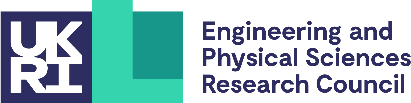 UK
RI
Engineering and
Physical Sciences
Research Council